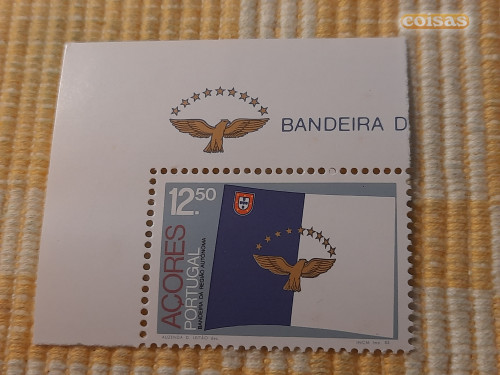 coisas
BANDEIRA D
12.50
AÇORES
PORTUGAL
BANDEIRA DA REGIÃO AUTÓNOMA